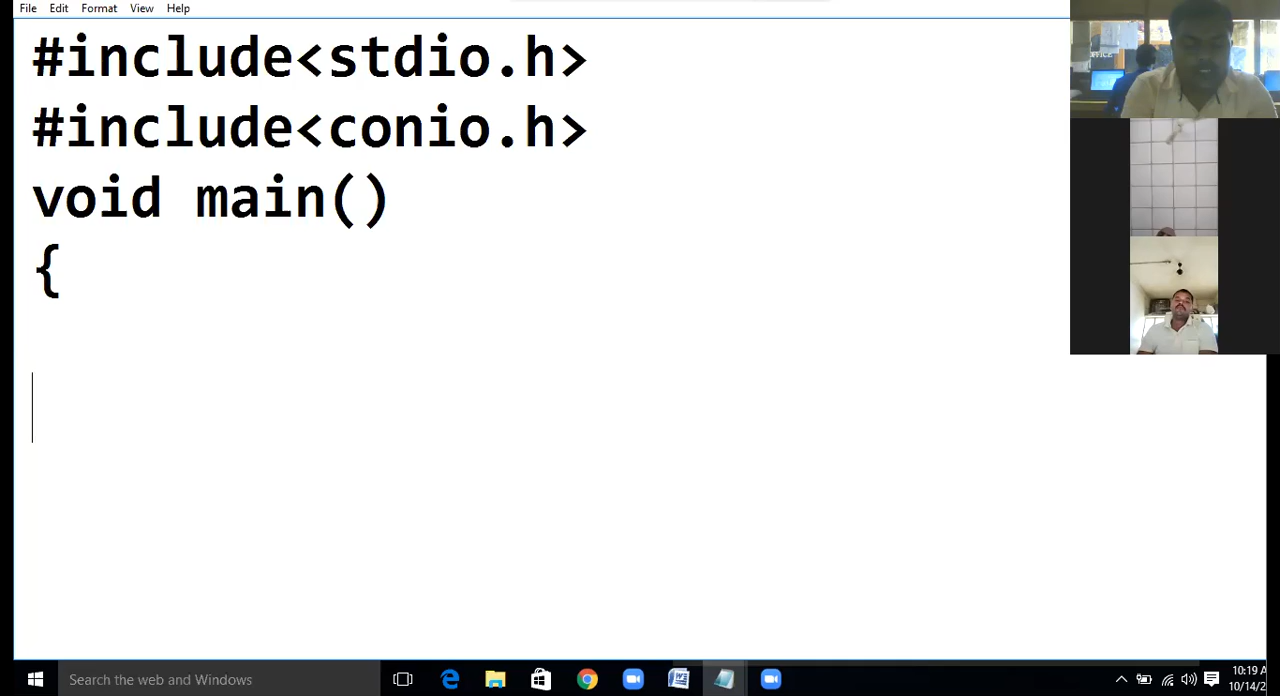 File Edit Format View Help
#include<stdio.h>
#include<conio.h>
void main()
{
Search the web and Windows
10:19 A
10/14/2